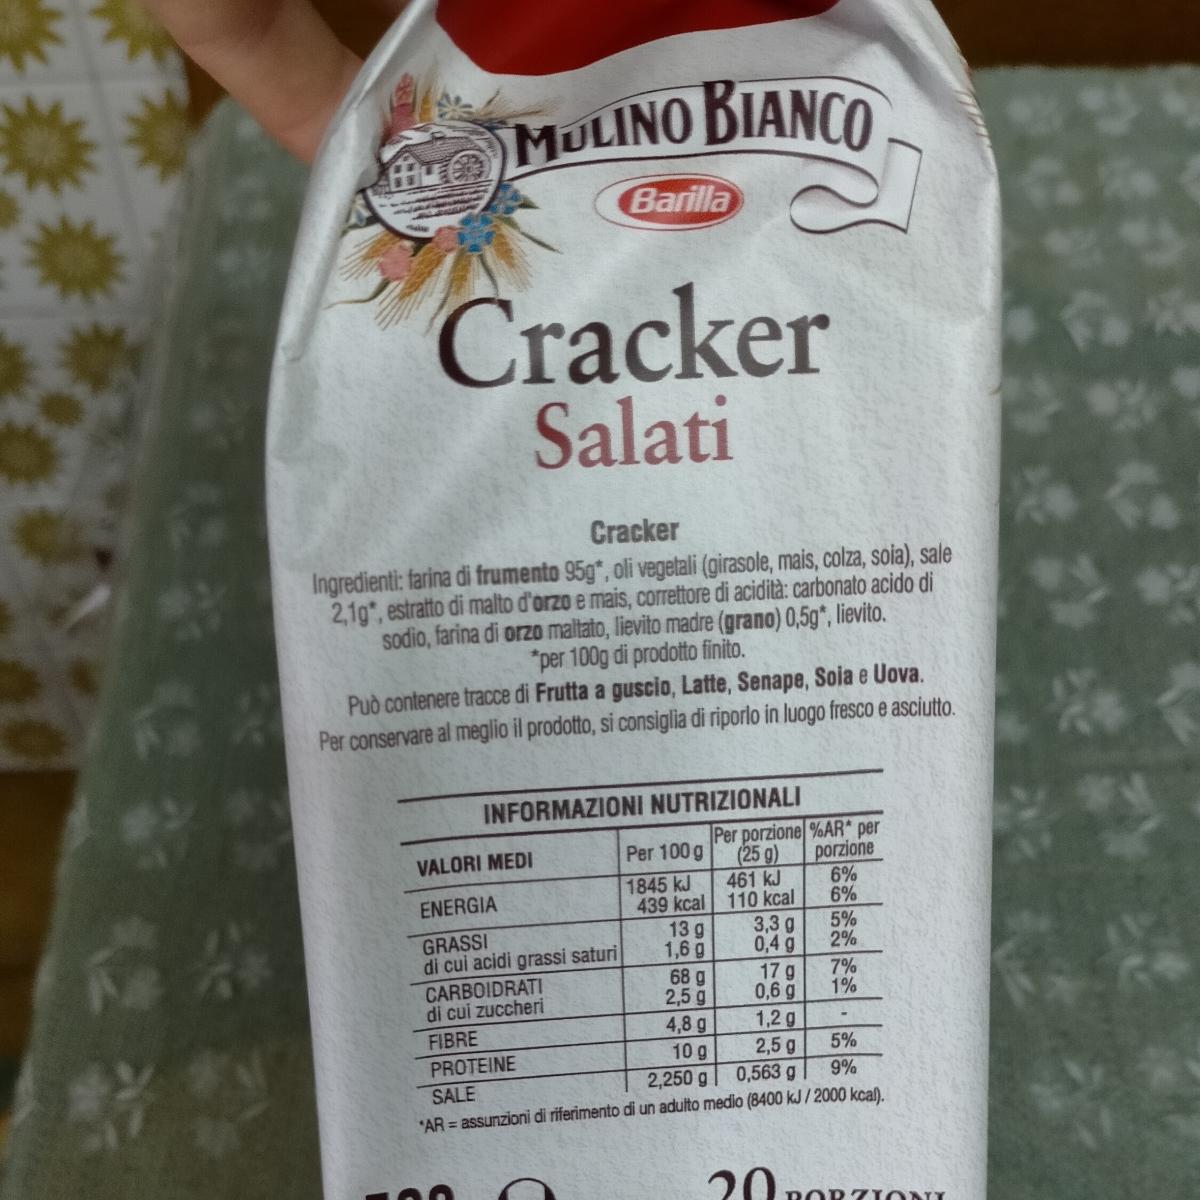 MULINO BIANCO
Barilla
Cracker
Salati
Cracker
Ingredienti: farina di frumento 95g*, oli vegetali (girasole, mais, colza, soia), sale
2,1g*, estratto di malto d'orzo e mais, correttore di acidità: carbonato acido di
sodio, farina di orzo maltato, lievito madre (grano) 0,5g*, lievito.
*per 100g di prodotto finito.
Può contenere tracce di Frutta a guscio, Latte, Senape, Soia e Uova.
Per conservare al meglio il prodotto, si consiglia di riporlo in luogo fresco e asciutto.
INFORMAZIONI NUTRIZIONALI
VALORI MEDI Per 100 g Per porzione (25 g) %AR* per porzione
ENERGIA 1845 kJ 461 kJ 6%
439 kcal 110 kcal 6%
GRASSI 13 g 3,3 g 5%
di cui acidi grassi saturi 1,6 g 0,4 g 2%
CARBOIDRATI 68 g 17 g 7%
di cui zuccheri 2,5 g 0,6 g 1%
FIBRE 4,8 g 1,2 g -
PROTEINE 10 g 2,5 g 5%
SALE 2,250 g 0,563 g 9%
*AR = assunzioni di riferimento di un adulto medio (8400 kJ / 2000 kcal).
20 PORZIONI